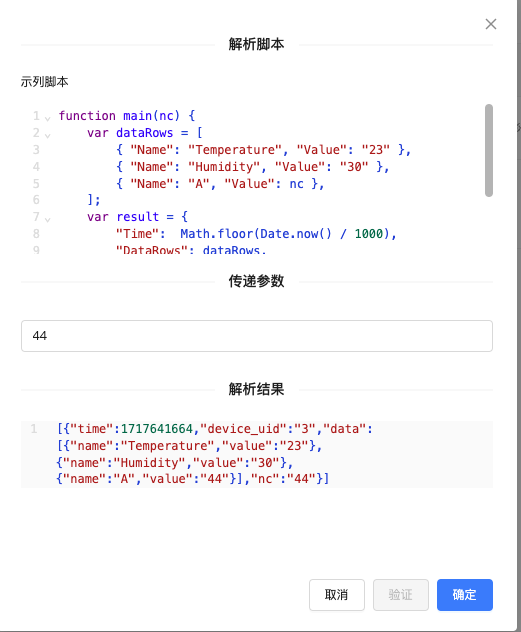 解析脚本
示列脚本
1 function main(nc) {
2 var dataRows = [
3 { "Name": "Temperature", "Value": "23" },
4 { "Name": "Humidity", "Value": "30" },
5 { "Name": "A", "Value": nc },
6 ];
7 var result = {
8 "Time":  Math.floor(Date.now() / 1000),
9 "DataRows": dataRows,
传递参数
44
解析结果
1 [{"time":1717641664,"device_uid":"3","data":
[{"name":"Temperature","value":"23"},
{"name":"Humidity","value":"30"},
{"name":"A","value":"44"}],"nc":"44"}]
取消 验证 确定